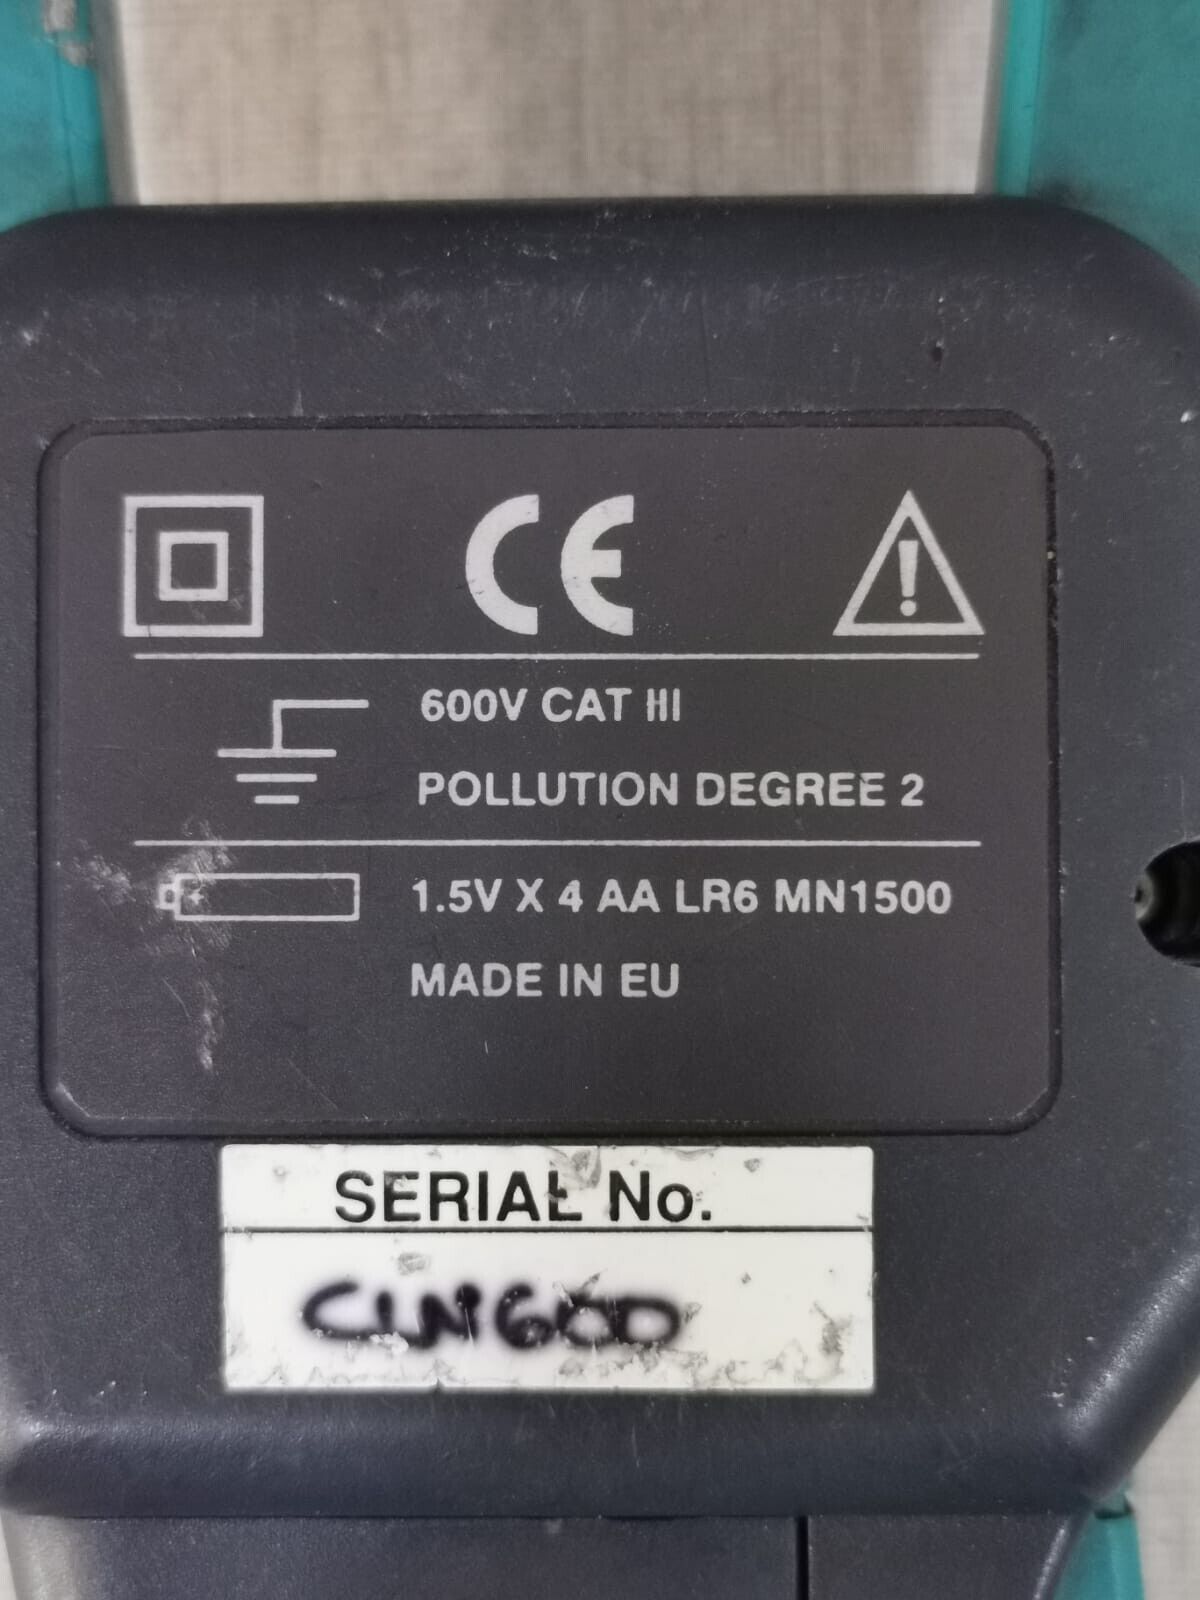 CE
600V CAT III
POLLUTION DEGREE 2
1.5V X 4 AA LR6 MN1500
MADE IN EU
SERIAL No.
CLN600